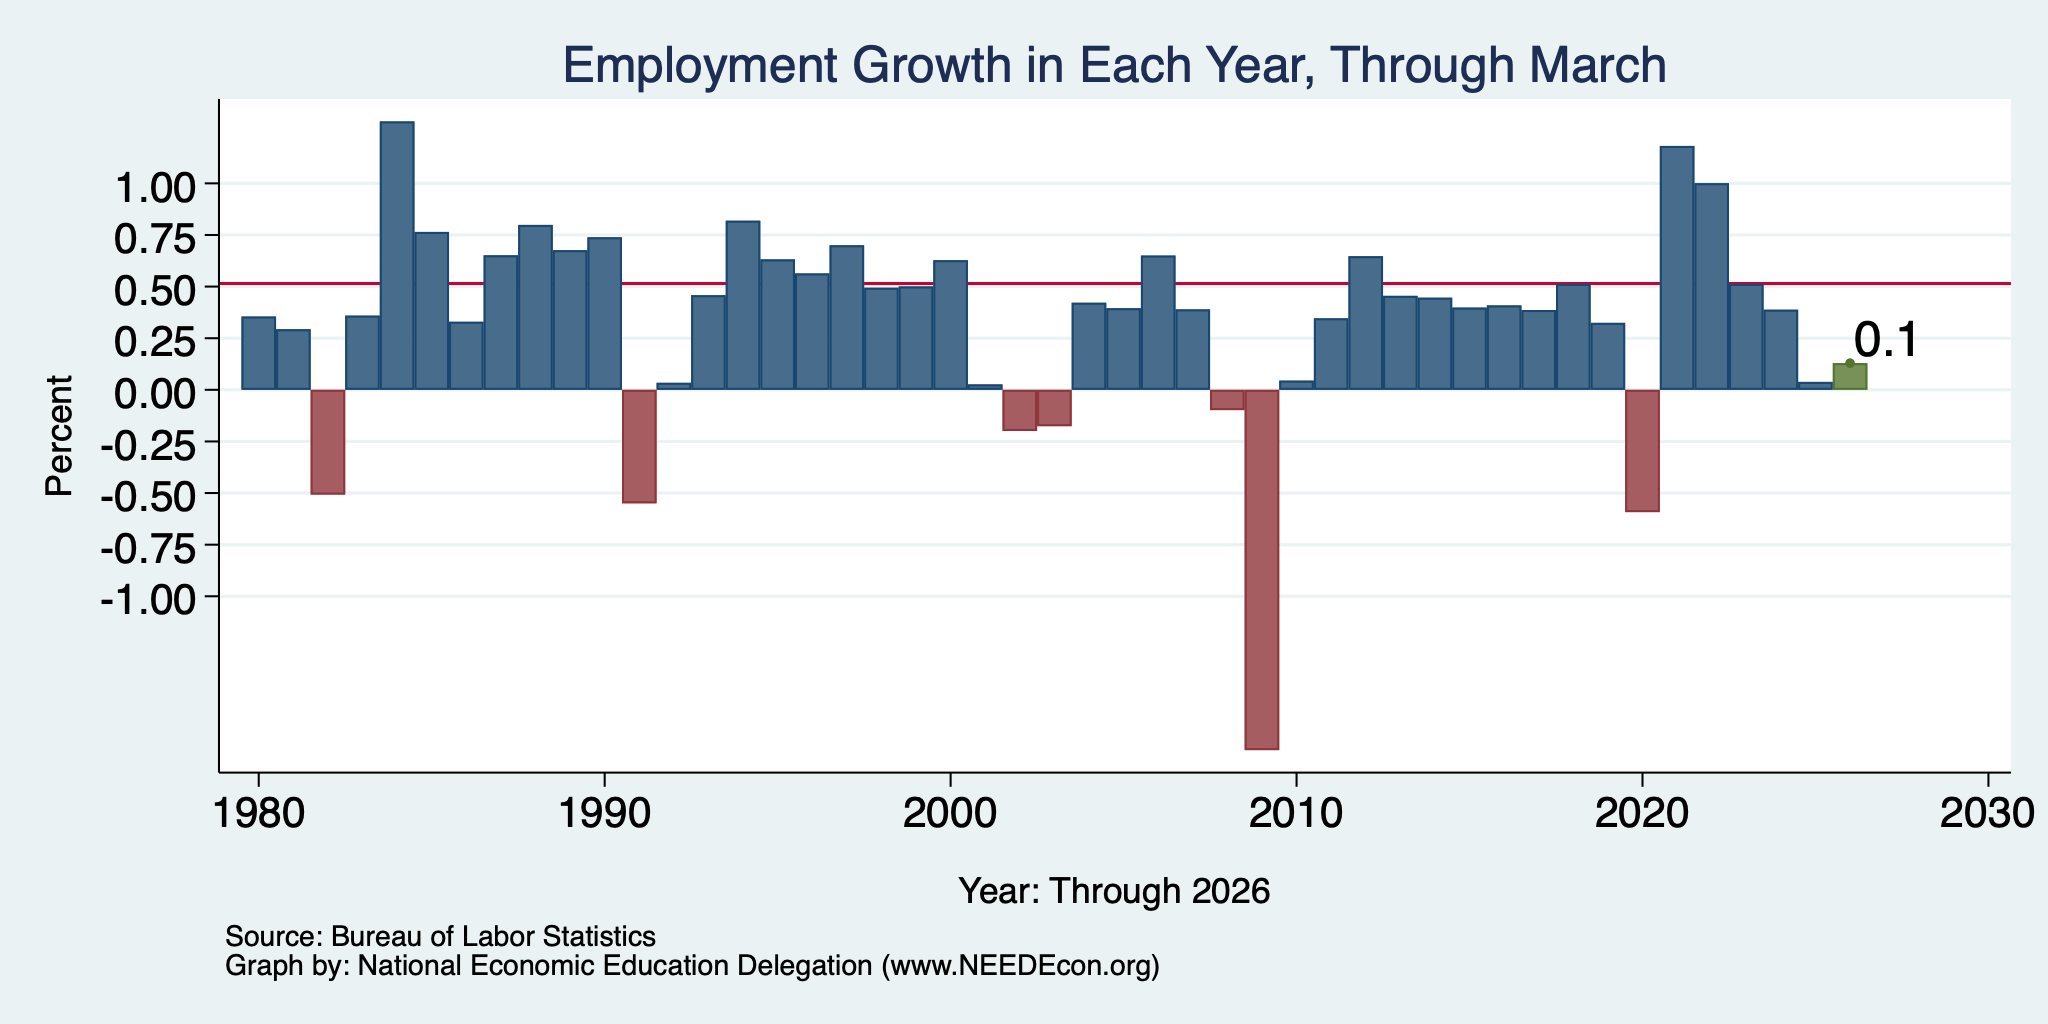 Employment Growth in Each Year, Through March
1.00
0.75
0.50
0.25
0.00
-0.25
-0.50
-0.75
-1.00
Percent
0.1
1980 1990 2000 2010 2020 2030
Year: Through 2026
Source: Bureau of Labor Statistics
Graph by: National Economic Education Delegation (www.NEEDEcon.org)